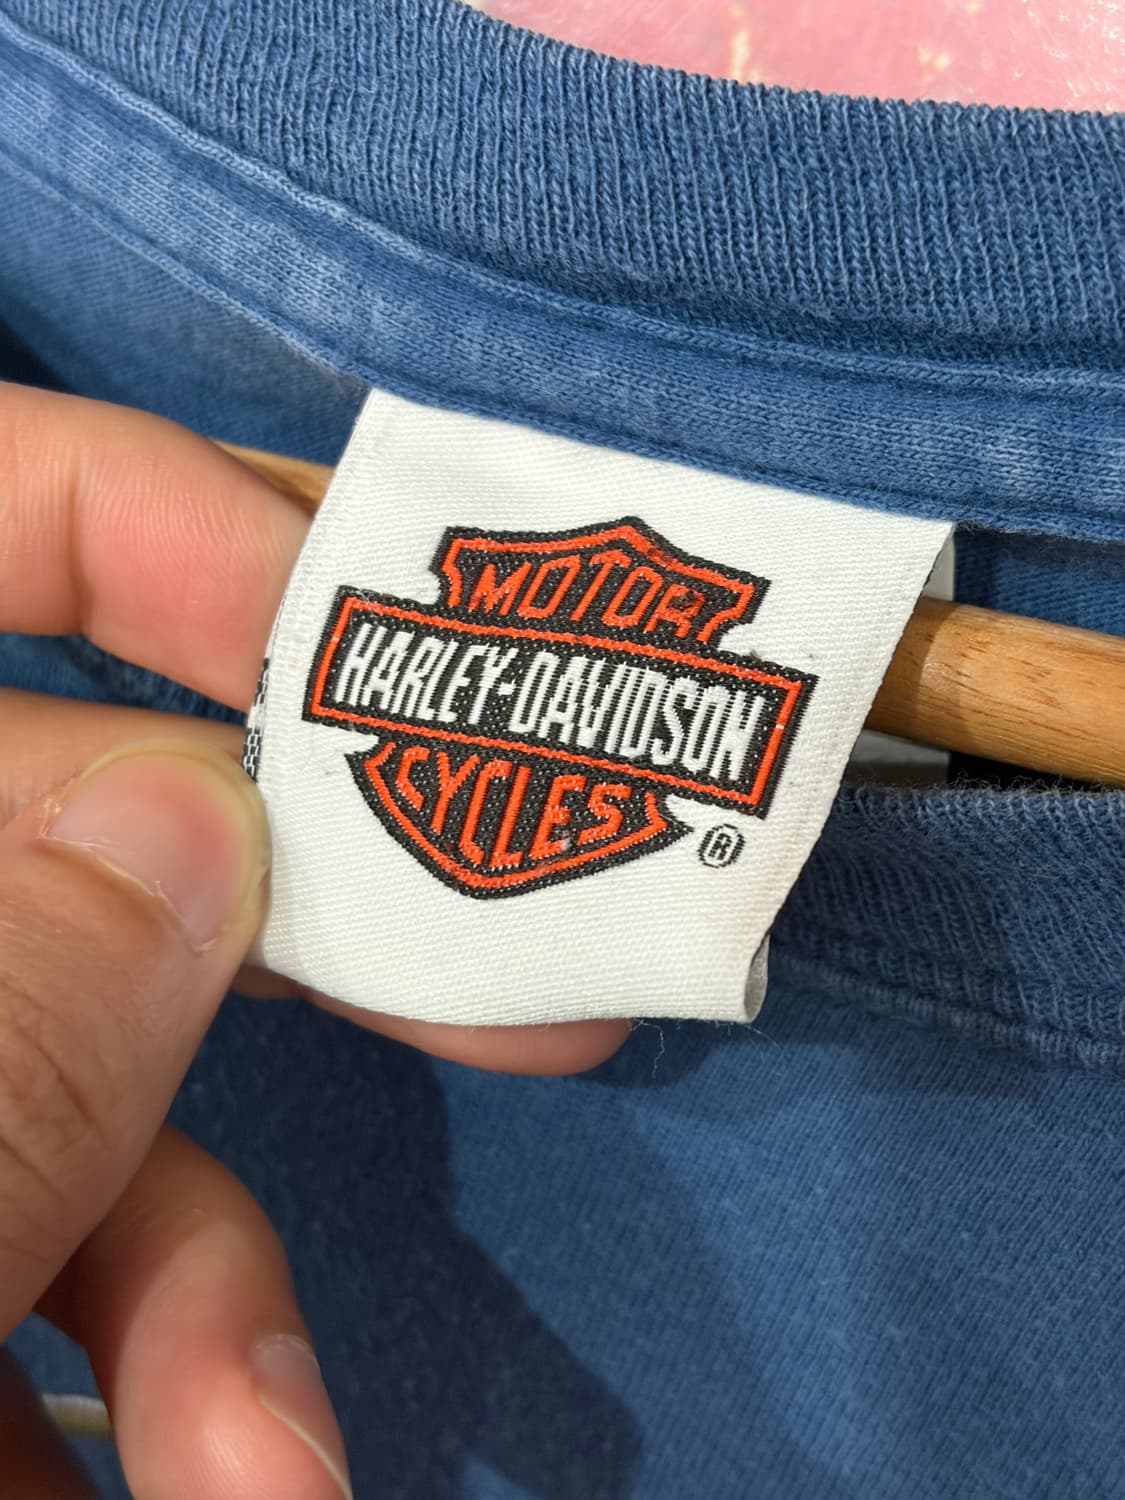 MOTOR
HARLEY-DAVIDSON
CYCLES
®